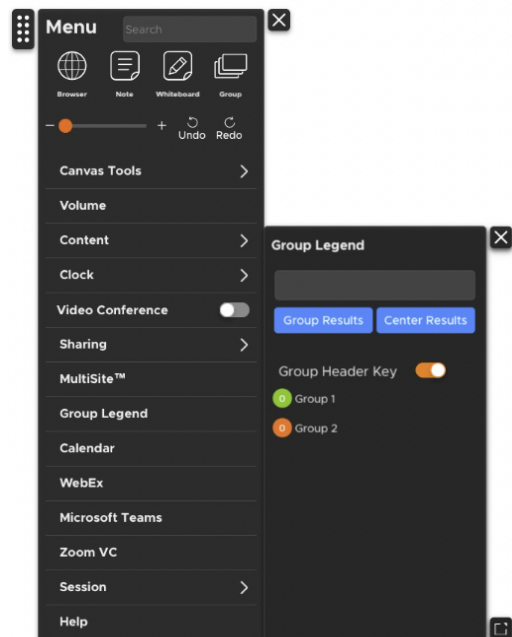 Menu
Search
Browser Note Whiteboard Group
Undo Redo
Canvas Tools
Volume
Content
Clock
Video Conference
Sharing
MultiSite™
Group Legend
Calendar
WebEx
Microsoft Teams
Zoom VC
Session
Help
Group Legend
Group Results Center Results
Group Header Key
0 Group 1
0 Group 2